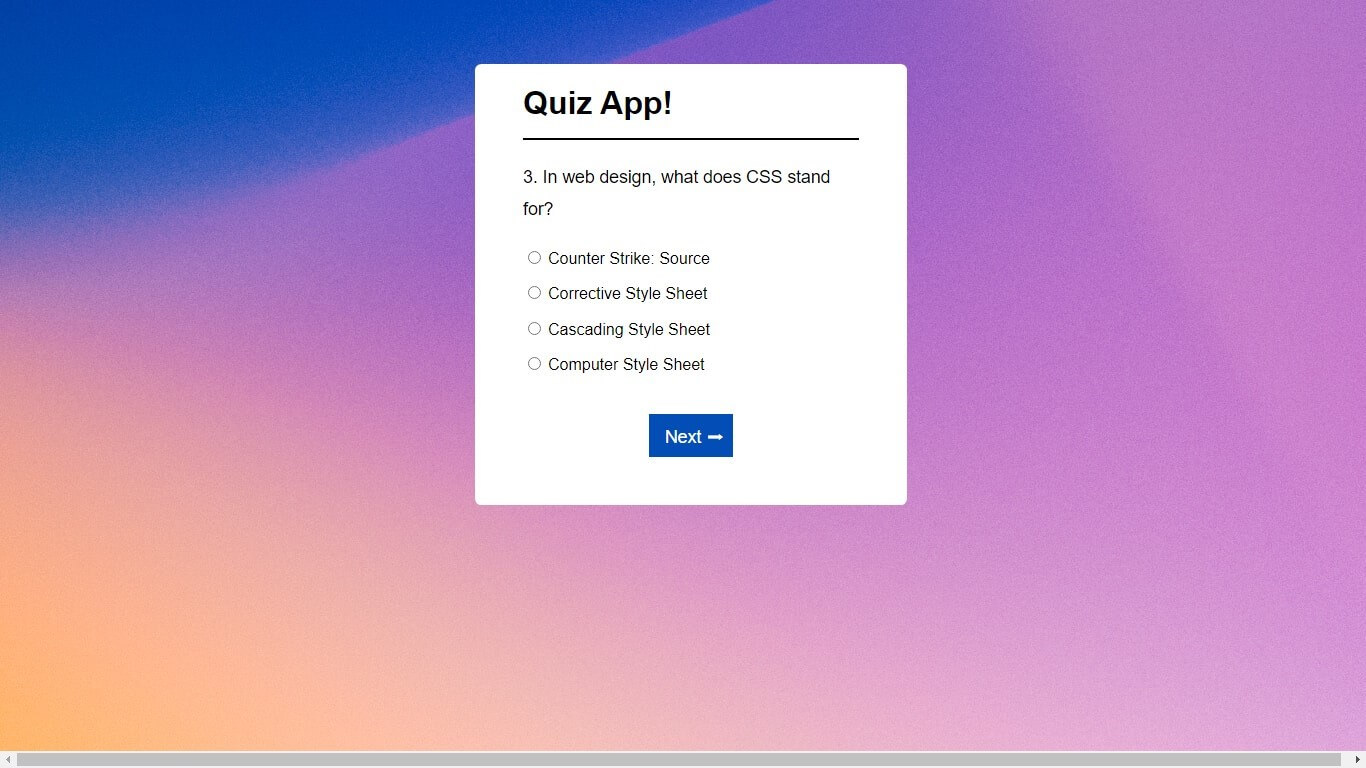 Quiz App!
3. In web design, what does CSS stand
for?
Counter Strike: Source
Corrective Style Sheet
Cascading Style Sheet
Computer Style Sheet
Next ➞